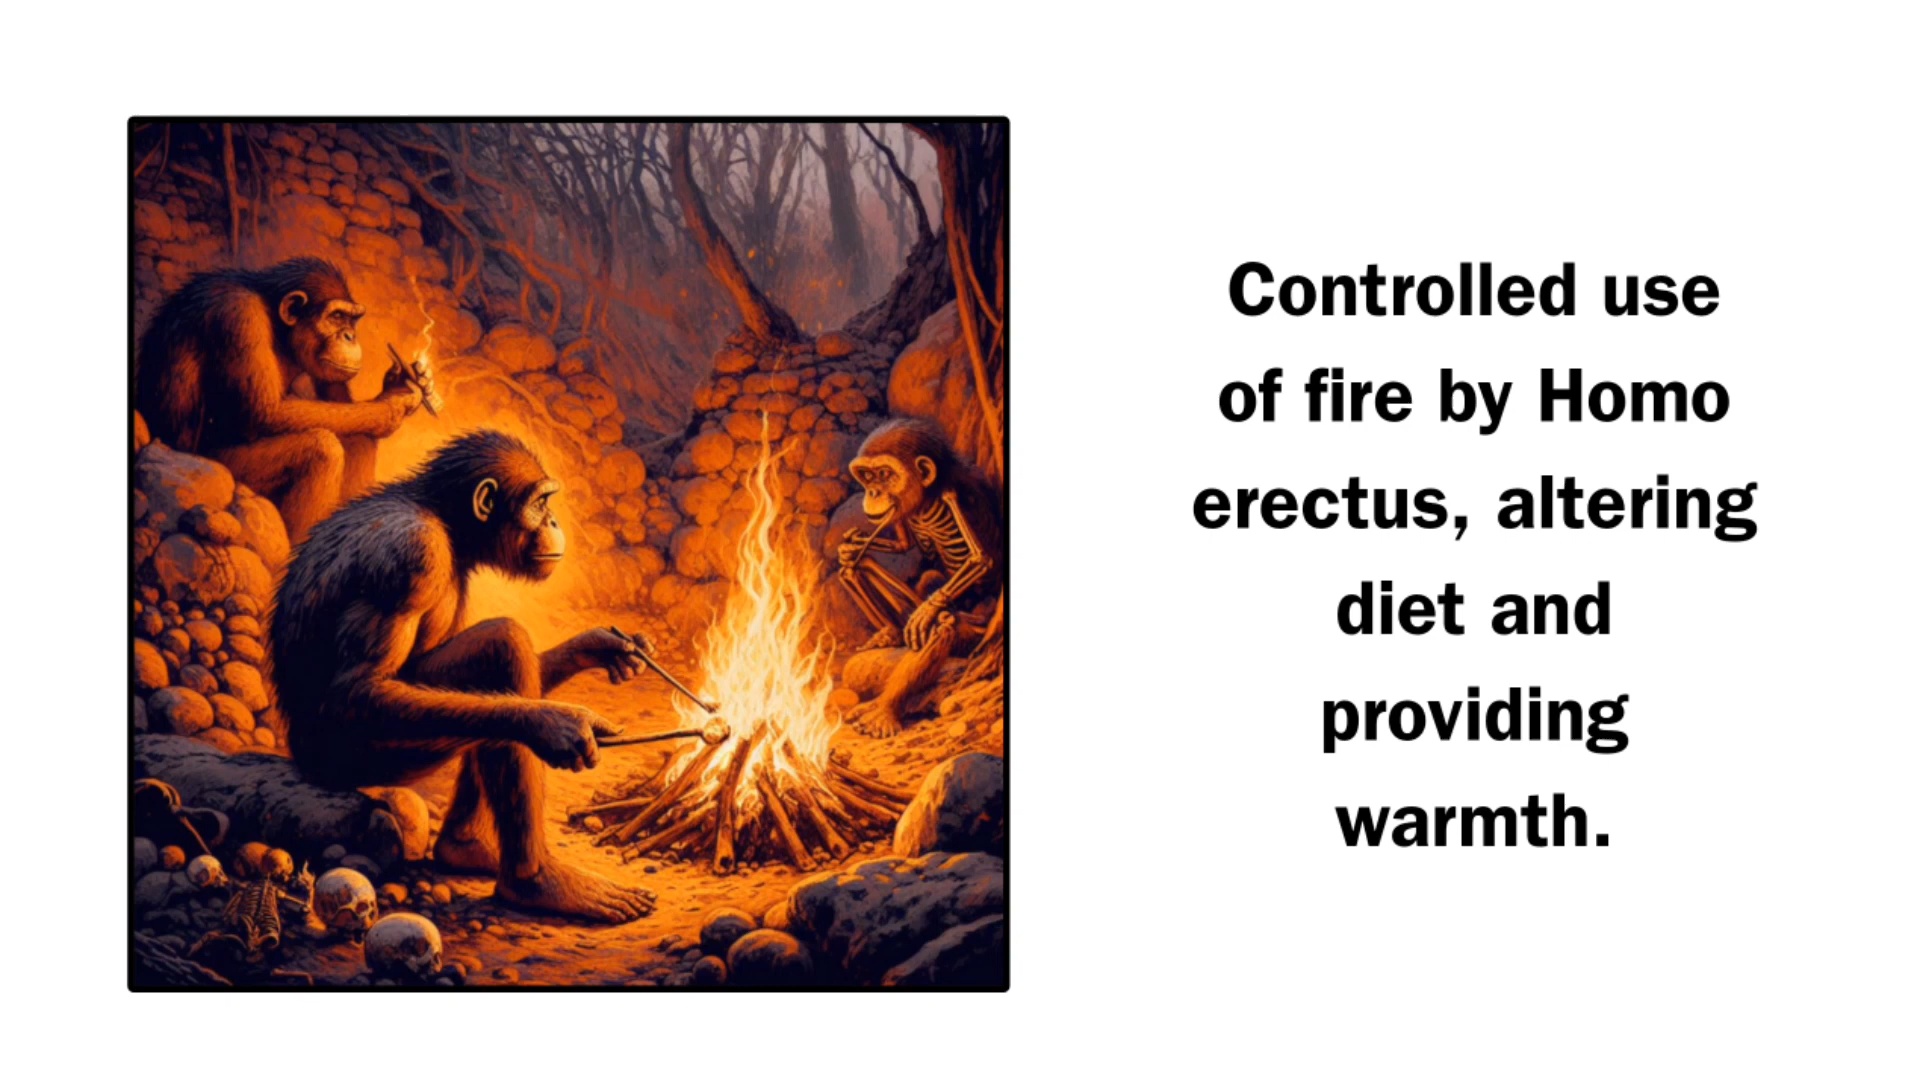 Controlled use
of fire by Homo
erectus, altering
diet and
providing
warmth.